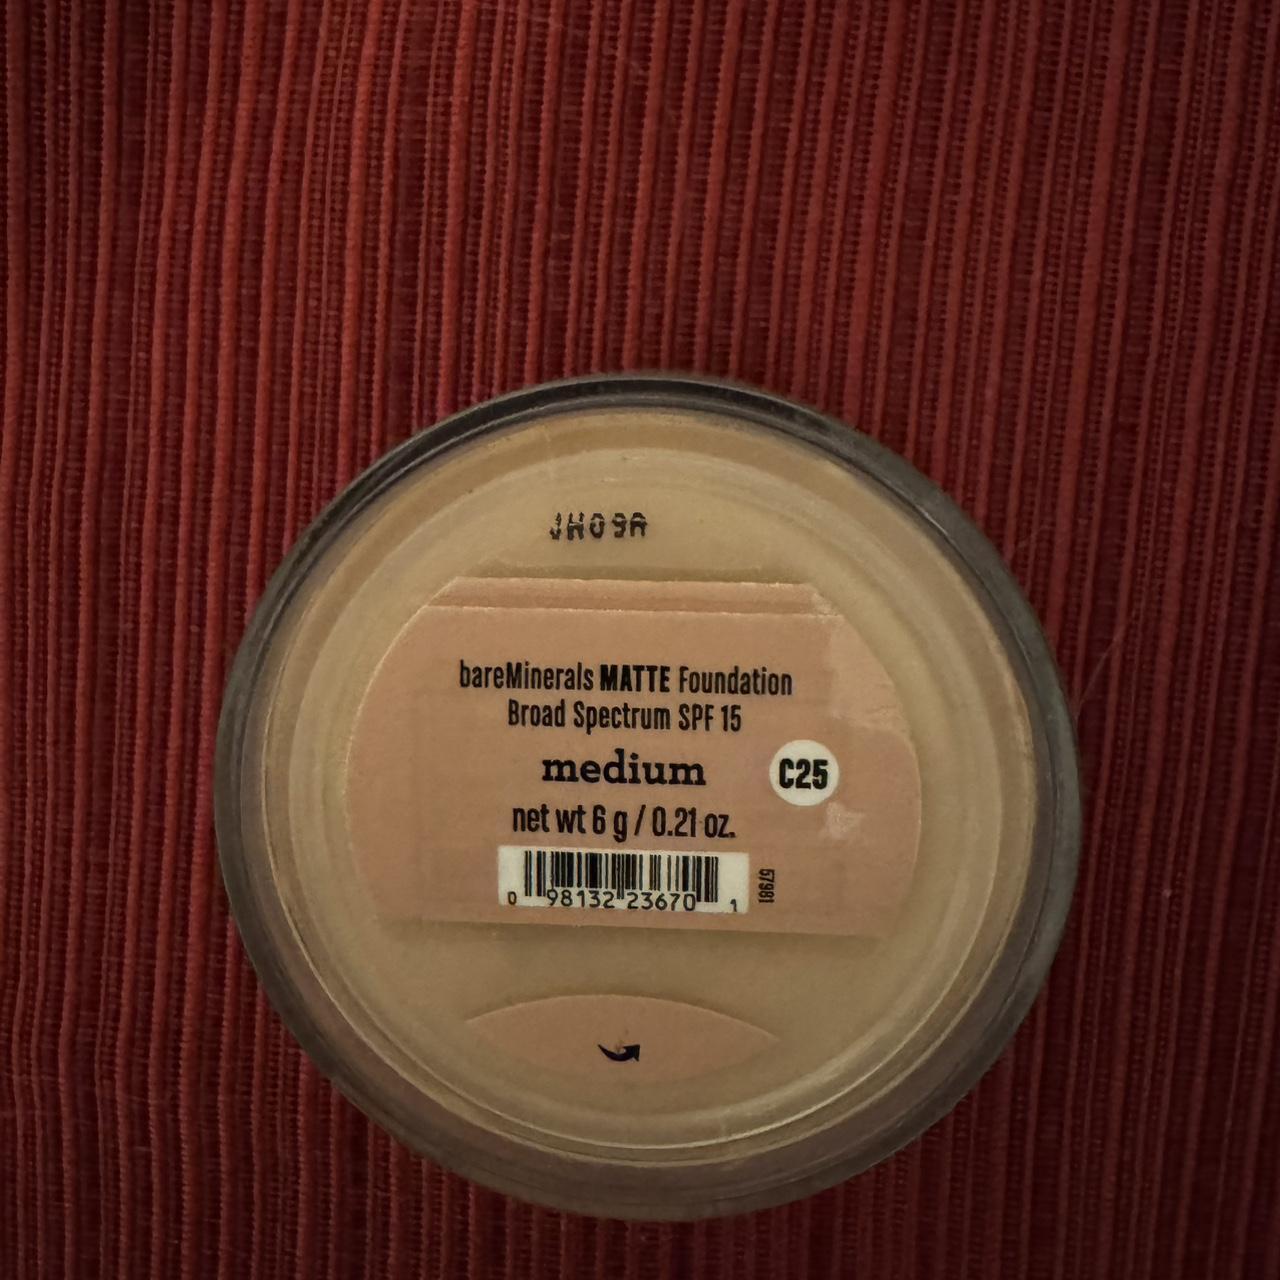 JH09A
bareMinerals MATTE Foundation
Broad Spectrum SPF 15
medium
C25
net wt 6 g / 0.21 oz.
0 98132 23670 1
57981